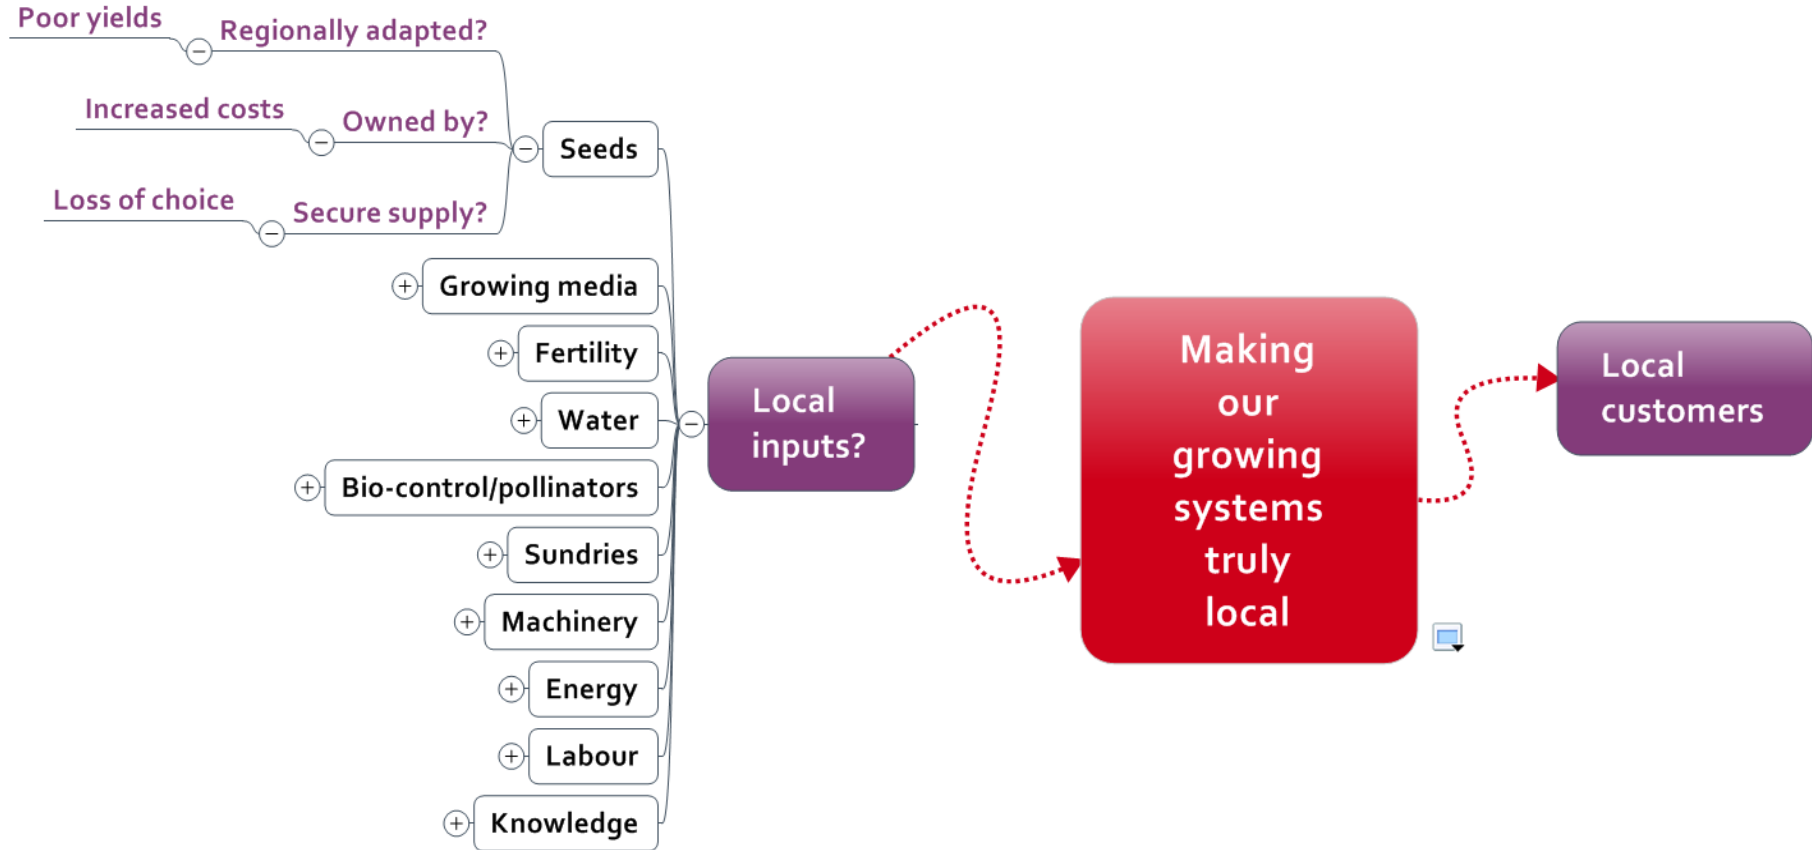 Poor yields
Regionally adapted?
Increased costs
Owned by?
Seeds
Loss of choice
Secure supply?
Growing media
Fertility
Water
Bio-control/pollinators
Sundries
Machinery
Energy
Labour
Knowledge
Local
inputs?
Making
our
growing
systems
truly
local
Local
customers